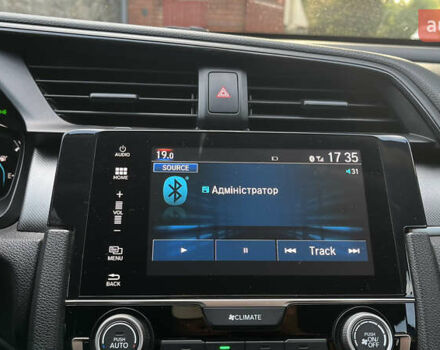 au
19.0
17 35
SOURCE
31
Адміністратор
Track
AUDIO
HOME
+
VOL
−
MENU
BACK
CLIMATE
PUSH
AUTO
PUSH
ON/
OFF